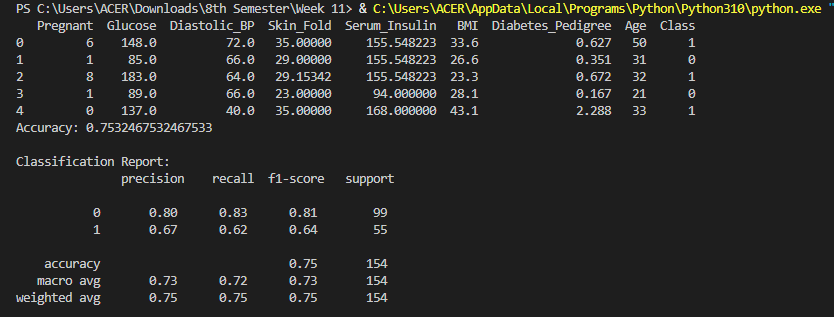 PS C:\Users\ACER\Downloads\8th Semester\Week 11> & C:\Users\ACER\AppData\Local\Programs\Python\Python310\python.exe "
   Pregnant  Glucose  Diastolic_BP  Skin_Fold  Serum_Insulin   BMI  Diabetes_Pedigree  Age  Class
0         6    148.0          72.0   35.00000     155.548223  33.6              0.627   50      1
1         1     85.0          66.0   29.00000     155.548223  26.6              0.351   31      0
2         8    183.0          64.0   29.15342     155.548223  23.3              0.672   32      1
3         1     89.0          66.0   23.00000      94.000000  28.1              0.167   21      0
4         0    137.0          40.0   35.00000     168.000000  43.1              2.288   33      1
Accuracy: 0.7532467532467533
Classification Report:
              precision    recall  f1-score   support
           0       0.80      0.83      0.81        99
           1       0.67      0.62      0.64        55
    accuracy                           0.75       154
   macro avg       0.73      0.72      0.73       154
weighted avg       0.75      0.75      0.75       154